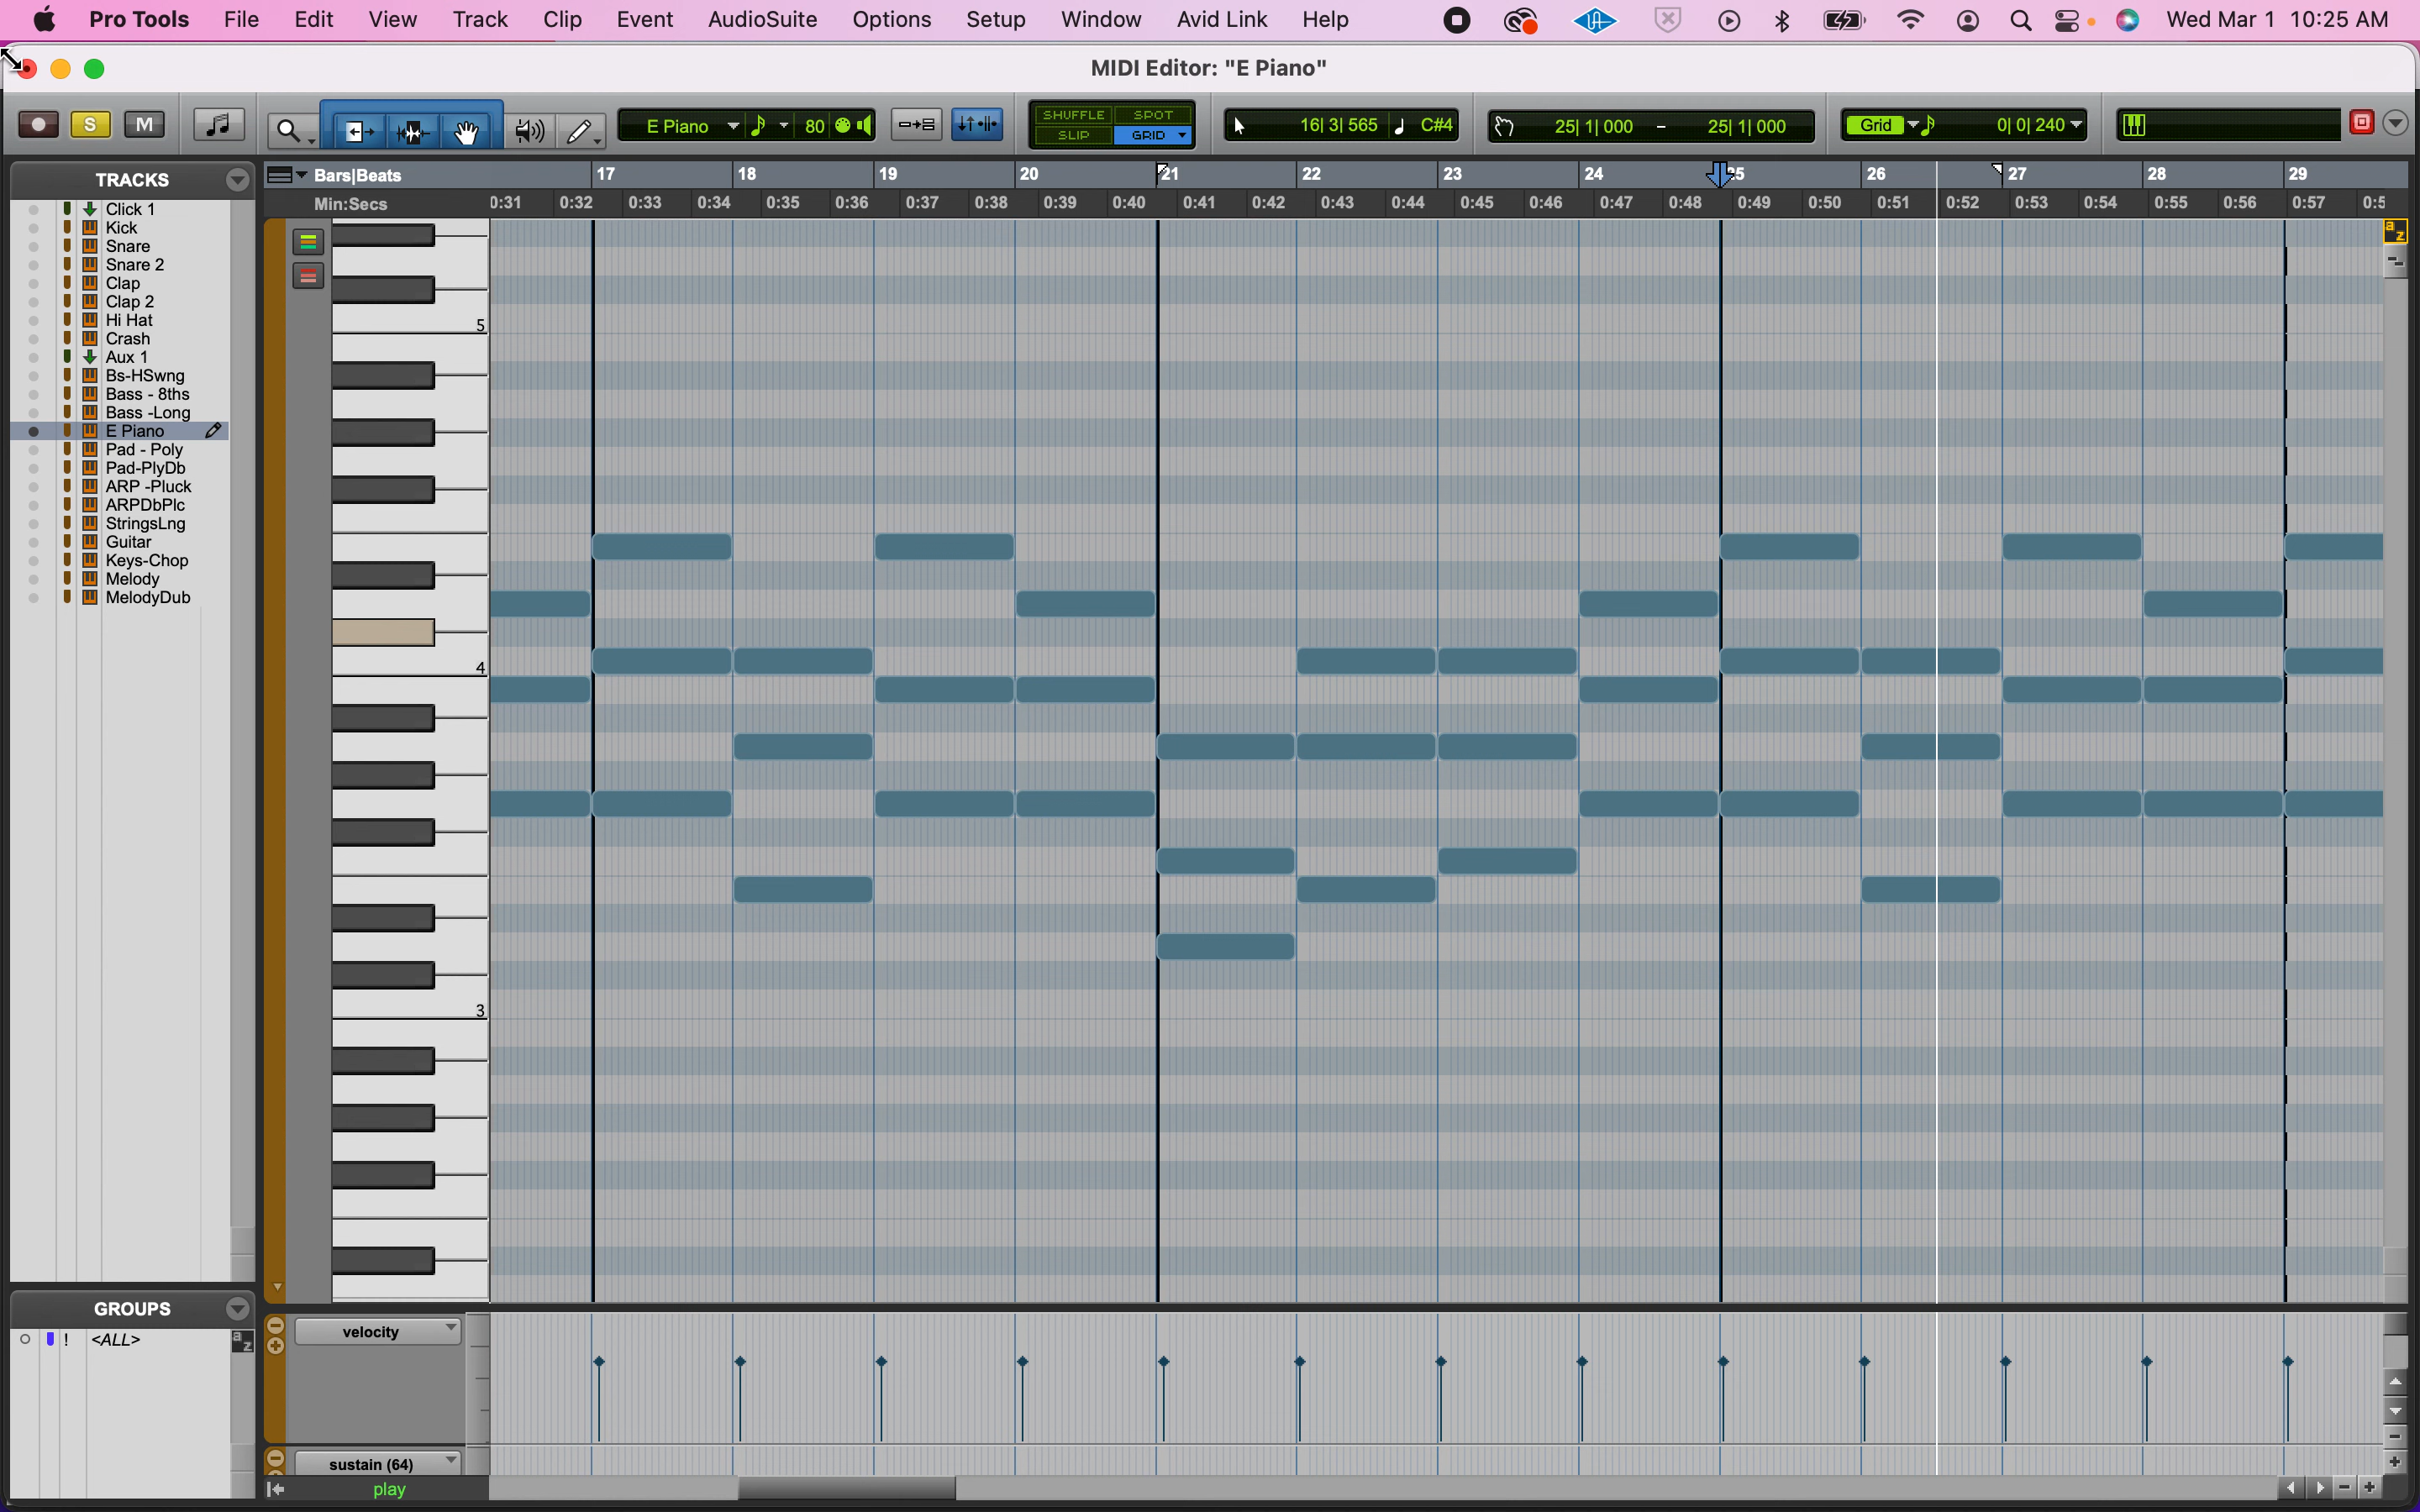 Pro Tools File Edit View Track Clip Event AudioSuite Options Setup Window Avid Link Help Wed Mar 1 10:25 AM
MIDI Editor: "E Piano"
S M E Piano 80 SHUFFLE SPOT 16| 3| 565 C#4 25| 1| 000 - 25| 1| 000 Grid 0| 0| 240
SLIP GRID
TRACKS
Bars|Beats 17 18 19 20 21 22 23 24 25 26 27 28 29
Min:Secs 0:31 0:32 0:33 0:34 0:35 0:36 0:37 0:38 0:39 0:40 0:41 0:42 0:43 0:44 0:45 0:46 0:47 0:48 0:49 0:50 0:51 0:52 0:53 0:54 0:55 0:56 0:57
Click 1
Kick
Snare
Snare 2
Clap
Clap 2
Hi Hat
Crash
Aux 1
Bs-HSwng
Bass - 8ths
Bass -Long
E Piano
Pad - Poly
Pad-PlyDb
ARP -Pluck
ARPDbPlc
StringsLng
Guitar
Keys-Chop
Melody
MelodyDub
a z
5
4
3
GROUPS
! <ALL> a z
velocity
sustain (64)
play